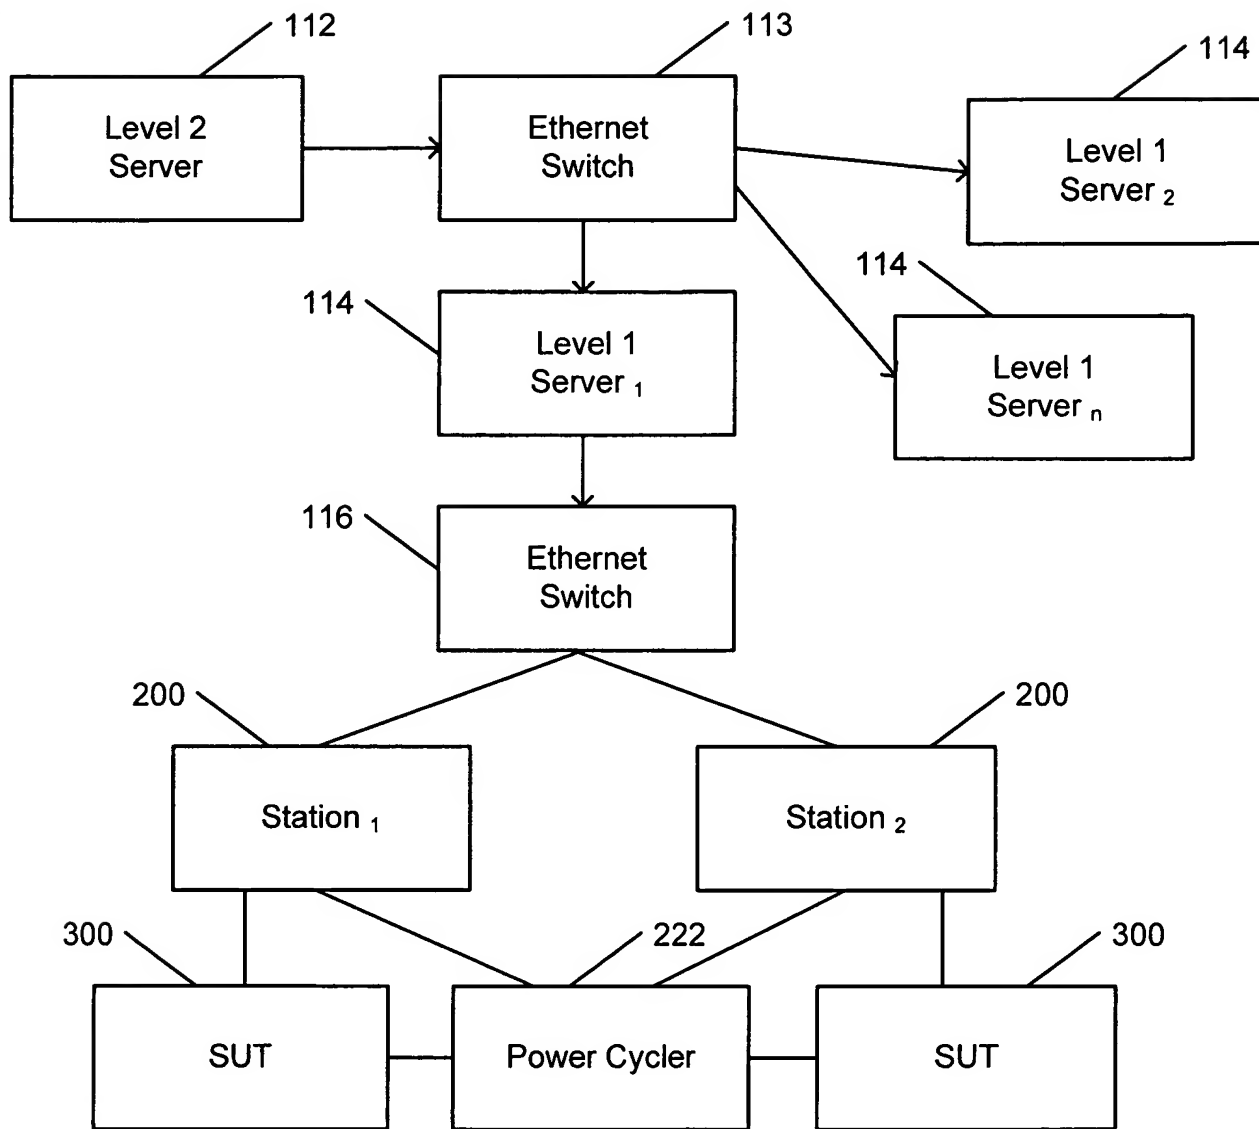 112
113
114
Level 2
Server
Ethernet
Switch
Level 1
Server 2
114
114
Level 1
Server 1
Level 1
Server n
116
Ethernet
Switch
200
200
Station 1
Station 2
300
222
300
SUT
Power Cycler
SUT